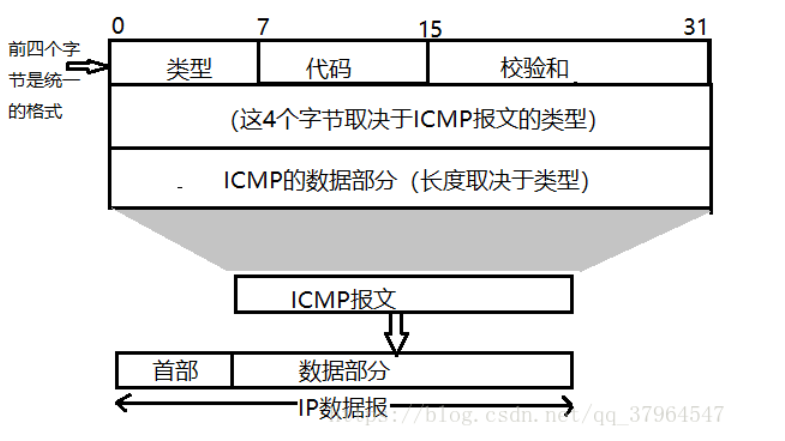 0 7 15 31
前四个字
节是统一
的格式
类型 代码 校验和
(这4个字节取决于ICMP报文的类型)
ICMP的数据部分(长度取决于类型)
ICMP报文
首部 数据部分
IP数据报
https://blog.csdn.net/qq_37964547